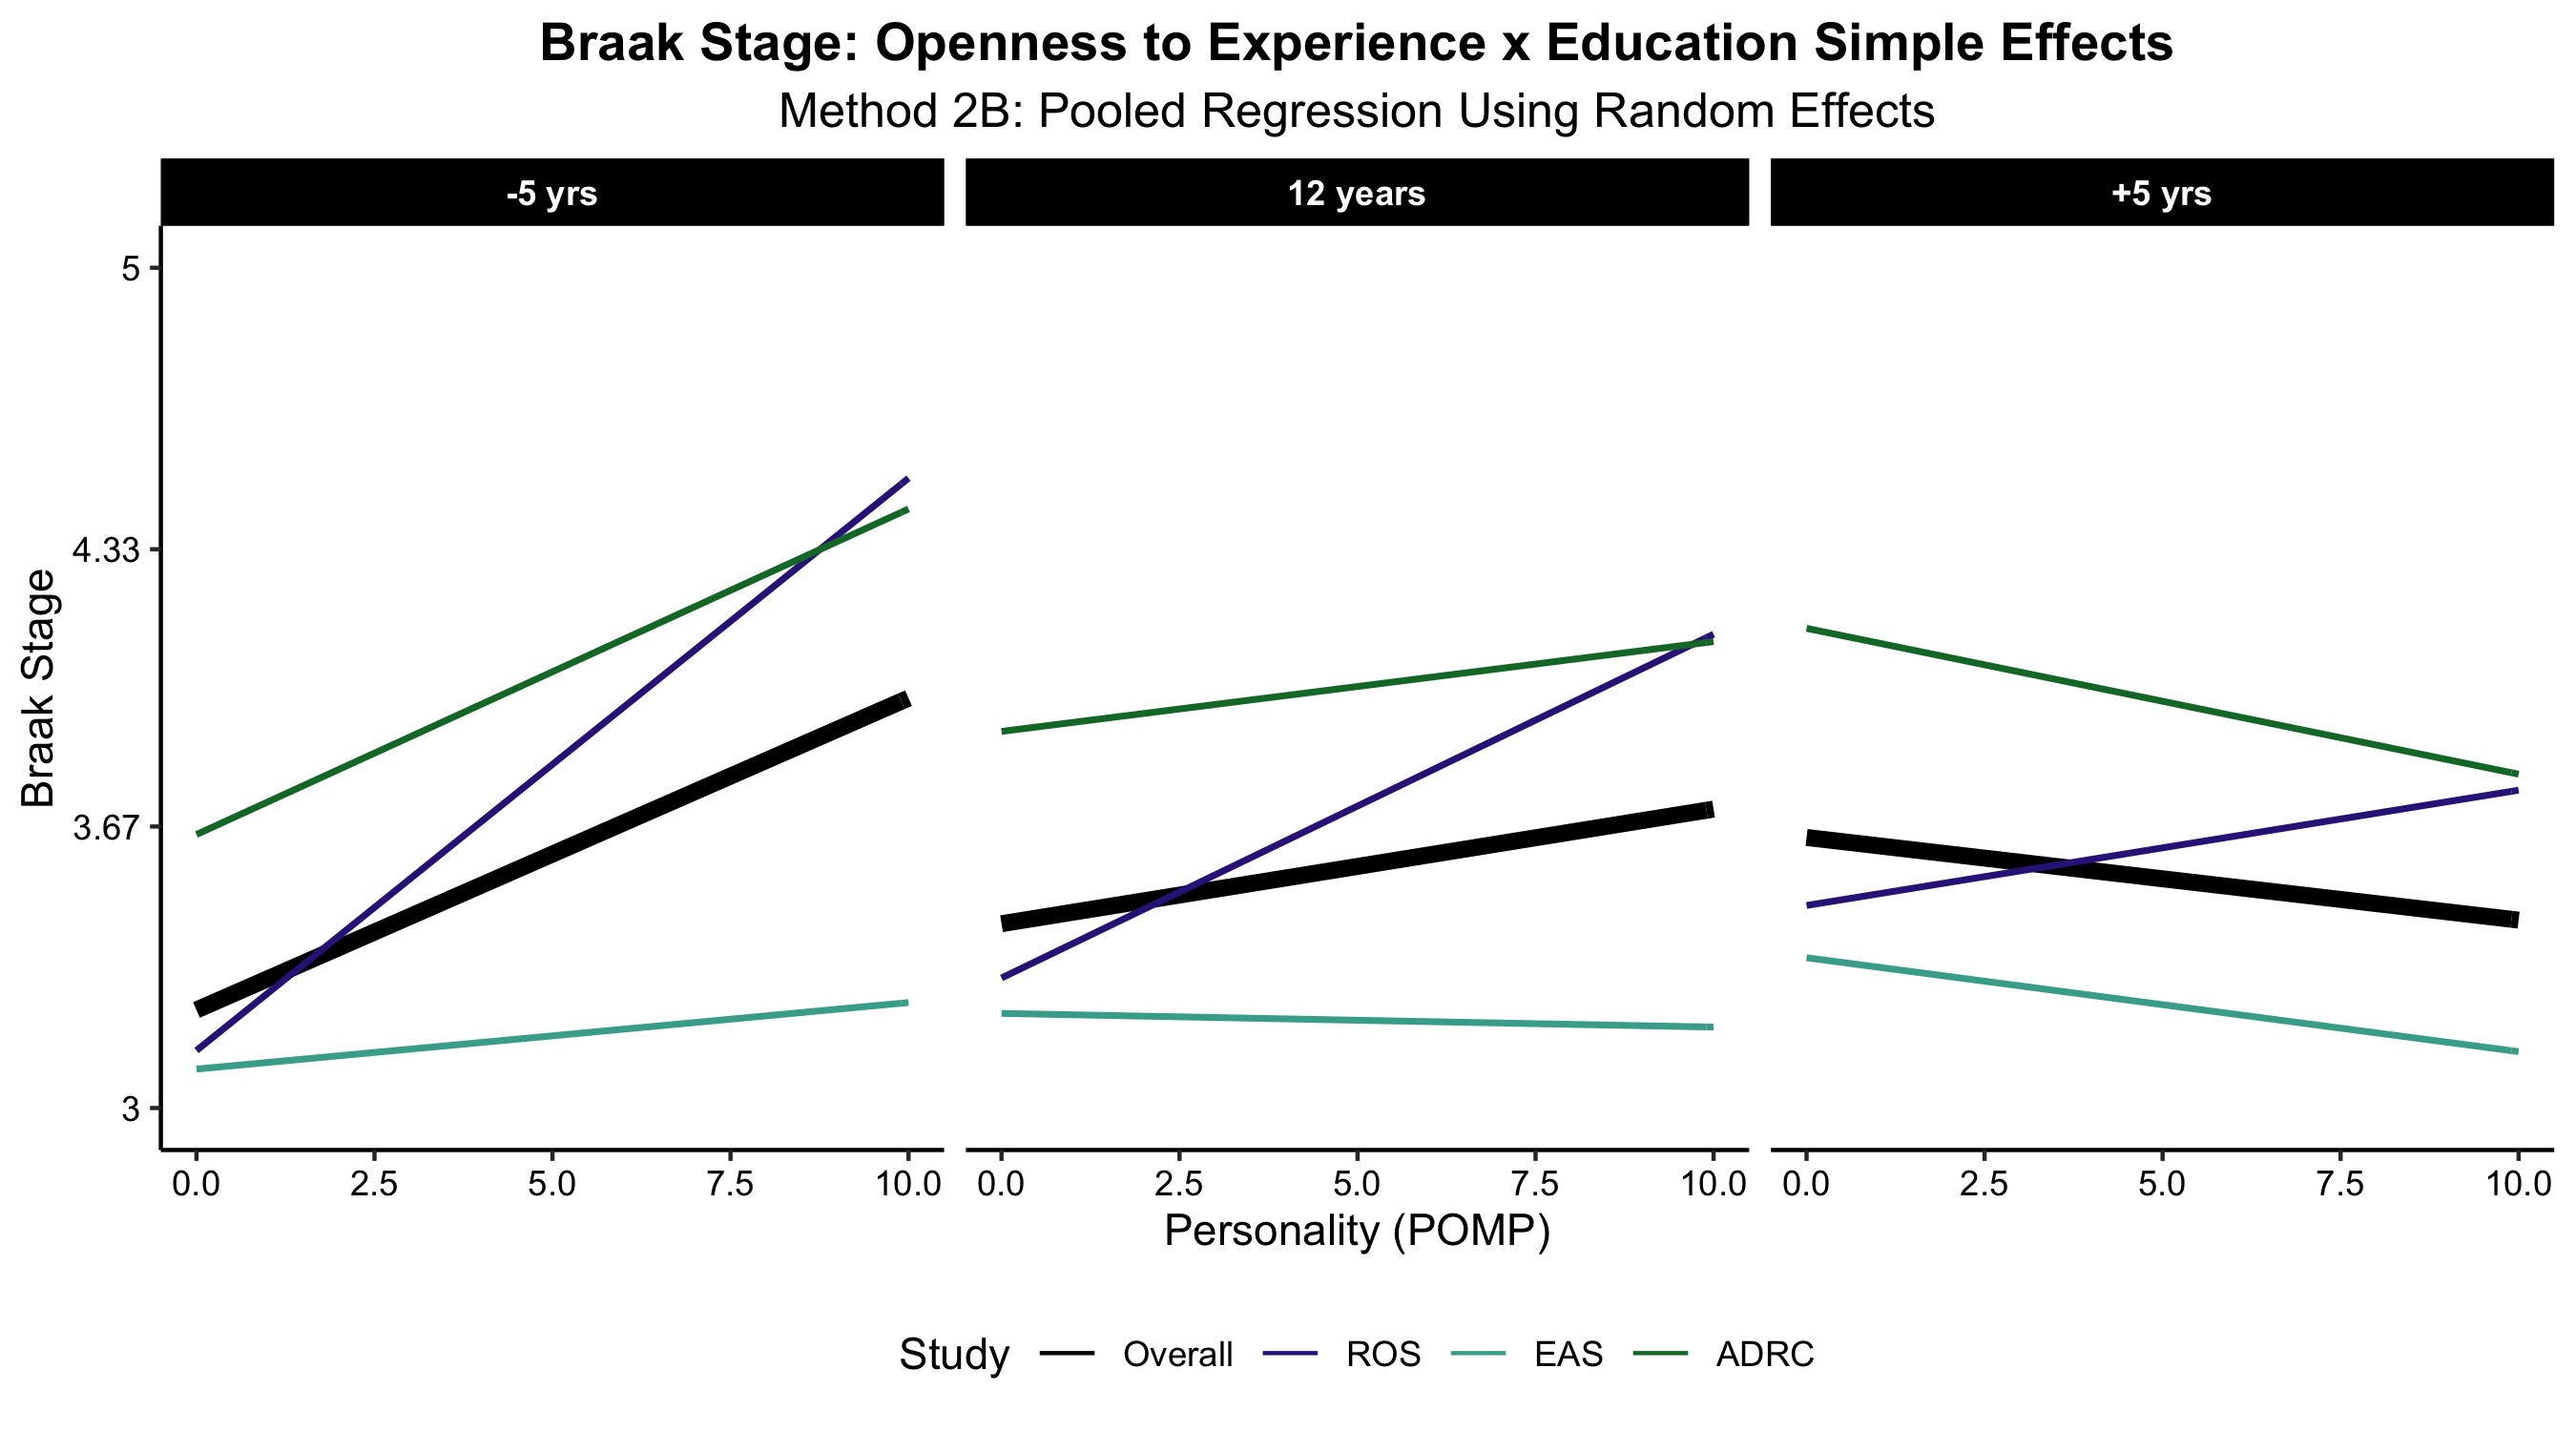 Braak Stage: Openness to Experience x Education Simple Effects
Method 2B: Pooled Regression Using Random Effects
-5 yrs
12 years
+5 yrs
Braak Stage
5
4.33
3.67
3
0.0 2.5 5.0 7.5 10.0
0.0 2.5 5.0 7.5 10.0
0.0 2.5 5.0 7.5 10.0
Personality (POMP)
Study Overall ROS EAS ADRC